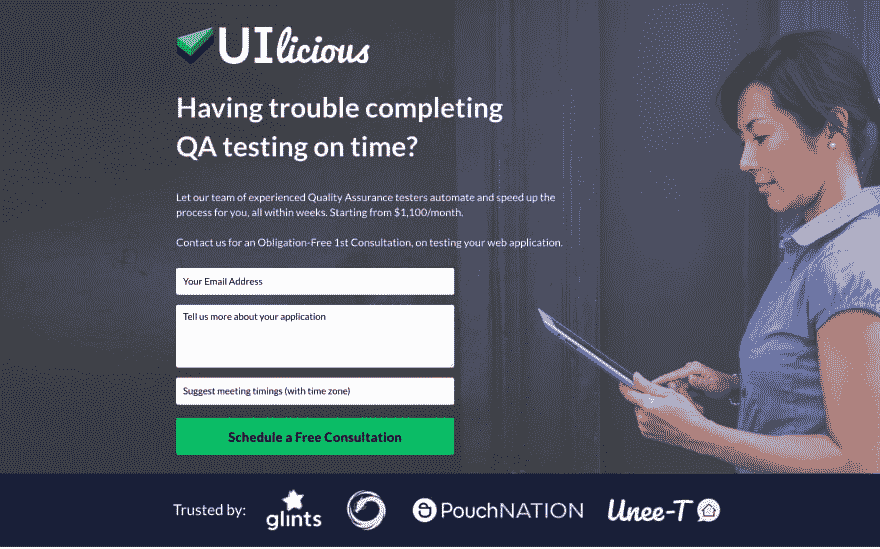 UIlicious
Having trouble completing
QA testing on time?
Let our team of experienced Quality Assurance testers automate and speed up the
process for you, all within weeks. Starting from $1,100/month.
Contact us for an Obligation-Free 1st Consultation, on testing your web application.
Your Email Address
Tell us more about your application
Suggest meeting timings (with time zone)
Schedule a Free Consultation
Trusted by: glints PouchNATION Unee-T